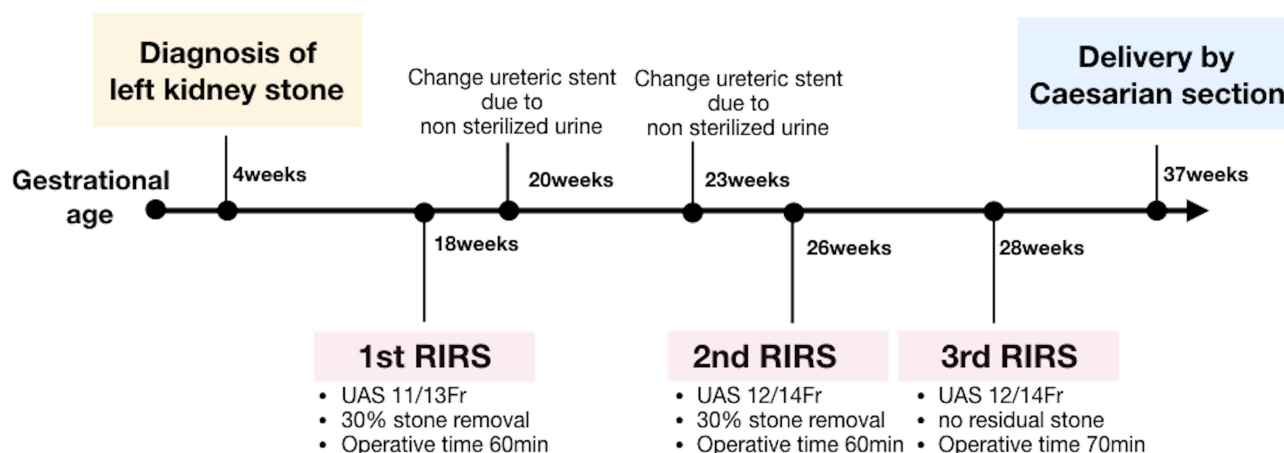 Diagnosis of
left kidney stone
Change ureteric stent
due to
non sterilized urine
Change ureteric stent
due to
non sterilized urine
Delivery by
Caesarian section
Gestrational
age
4weeks
20weeks
23weeks
37weeks
18weeks
26weeks
28weeks
1st RIRS
• UAS 11/13Fr
• 30% stone removal
• Operative time 60min
2nd RIRS
• UAS 12/14Fr
• 30% stone removal
• Operative time 60min
3rd RIRS
• UAS 12/14Fr
• no residual stone
• Operative time 70min